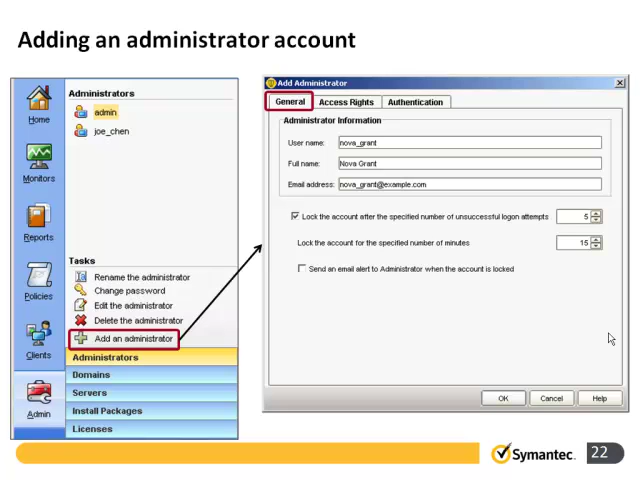 Adding an administrator account
Home
Monitors
Reports
Policies
Clients
Admin
Administrators
admin
joe_chen
Tasks
Rename the administrator
Change password
Edit the administrator
Delete the administrator
Add an administrator
Administrators
Domains
Servers
Install Packages
Licenses
Add Administrator
General Access Rights Authentication
Administrator Information
User name: nova_grant
Full name: Nova Grant
Email address: nova_grant@example.com
Lock the account after the specified number of unsuccessful logon attempts 5
Lock the account for the specified number of minutes 15
Send an email alert to Administrator when the account is locked
OK Cancel Help
Symantec. 22